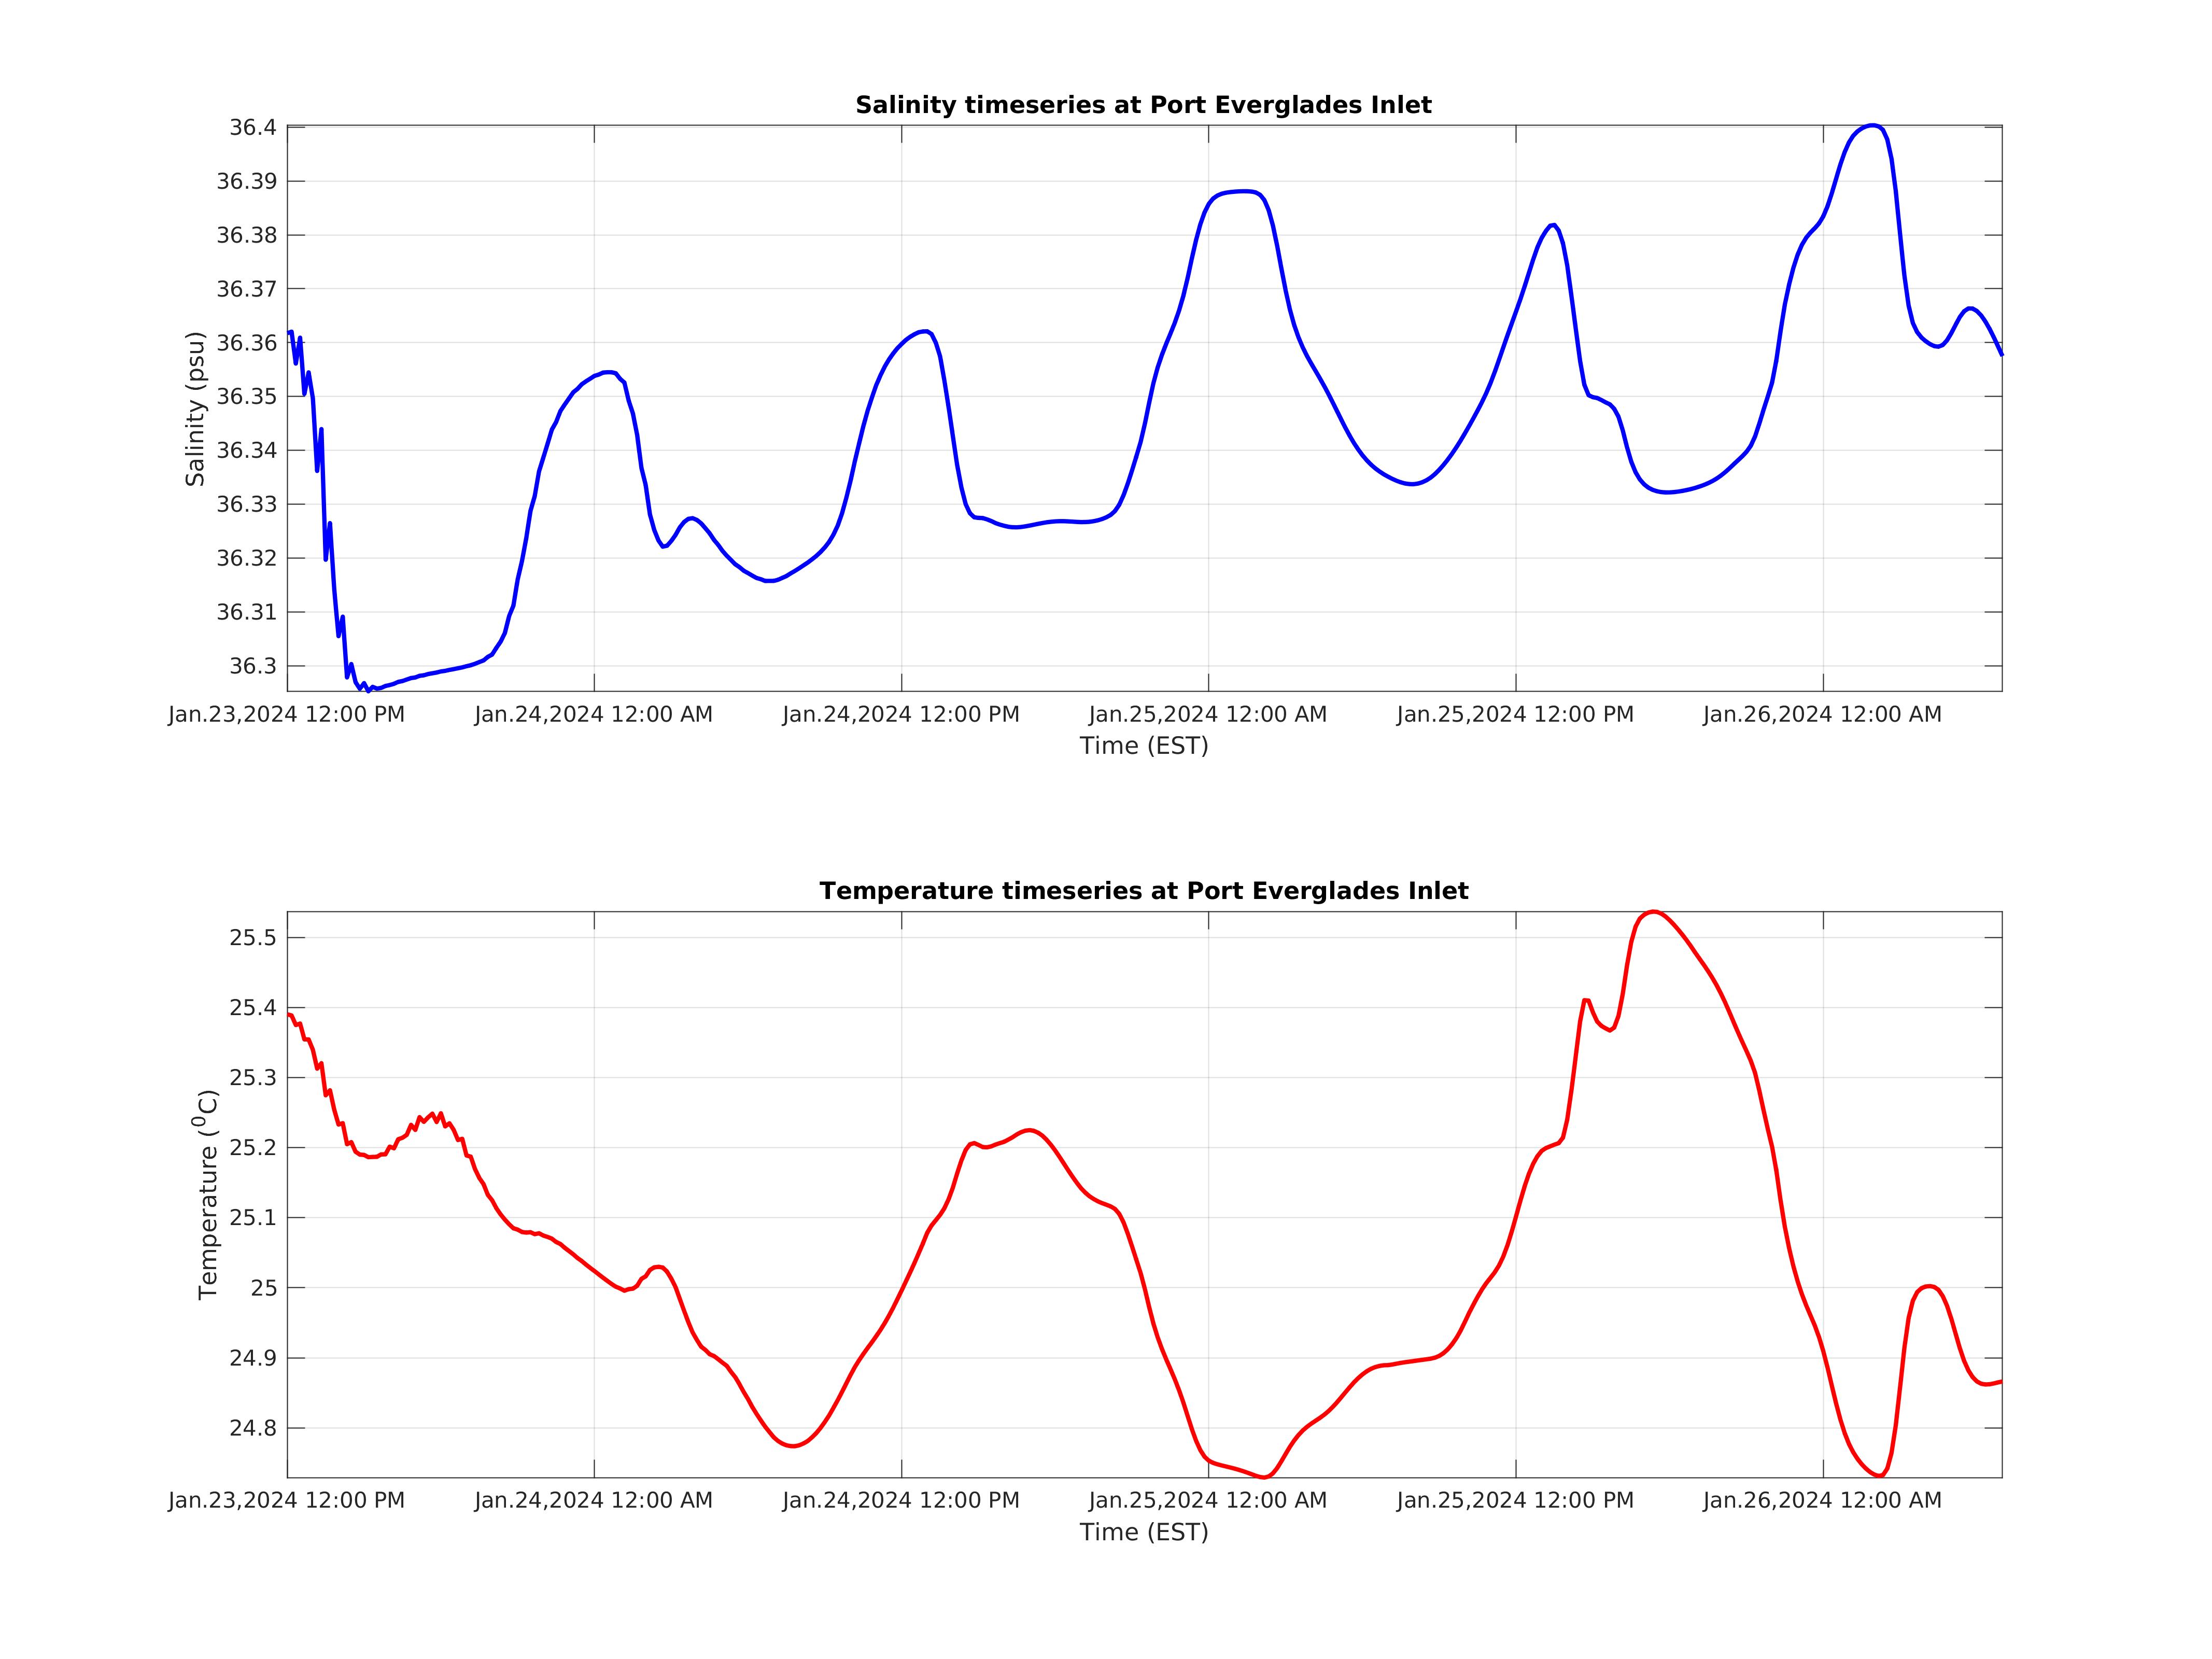 Salinity timeseries at Port Everglades Inlet
36.4
36.39
36.38
36.37
36.36
36.35
36.34
36.33
36.32
36.31
36.3
Salinity (psu)
Jan.23,2024 12:00 PM Jan.24,2024 12:00 AM Jan.24,2024 12:00 PM Jan.25,2024 12:00 AM Jan.25,2024 12:00 PM Jan.26,2024 12:00 AM
Time (EST)
Temperature timeseries at Port Everglades Inlet
25.5
25.4
25.3
25.2
25.1
25
24.9
24.8
Temperature (⁰C)
Jan.23,2024 12:00 PM Jan.24,2024 12:00 AM Jan.24,2024 12:00 PM Jan.25,2024 12:00 AM Jan.25,2024 12:00 PM Jan.26,2024 12:00 AM
Time (EST)